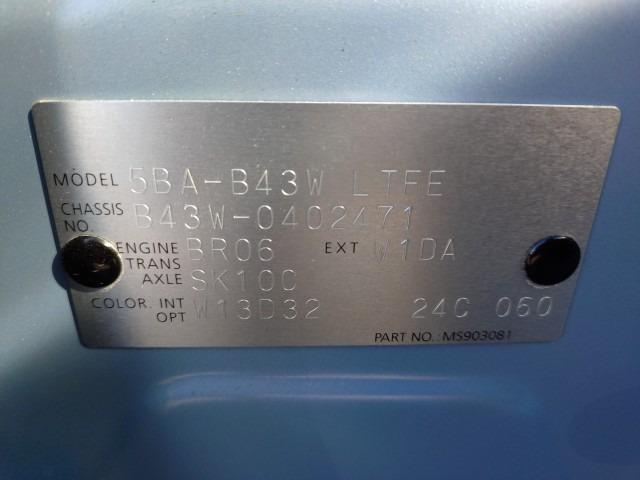 MODEL 5BA-B43W LTFE
CHASSIS NO. B43W-0402471
ENGINE BR06 EXT W1DA
TRANS AXLE SK10C
COLOR. INT OPT W13D32 24C 060
PART NO.: MS903081